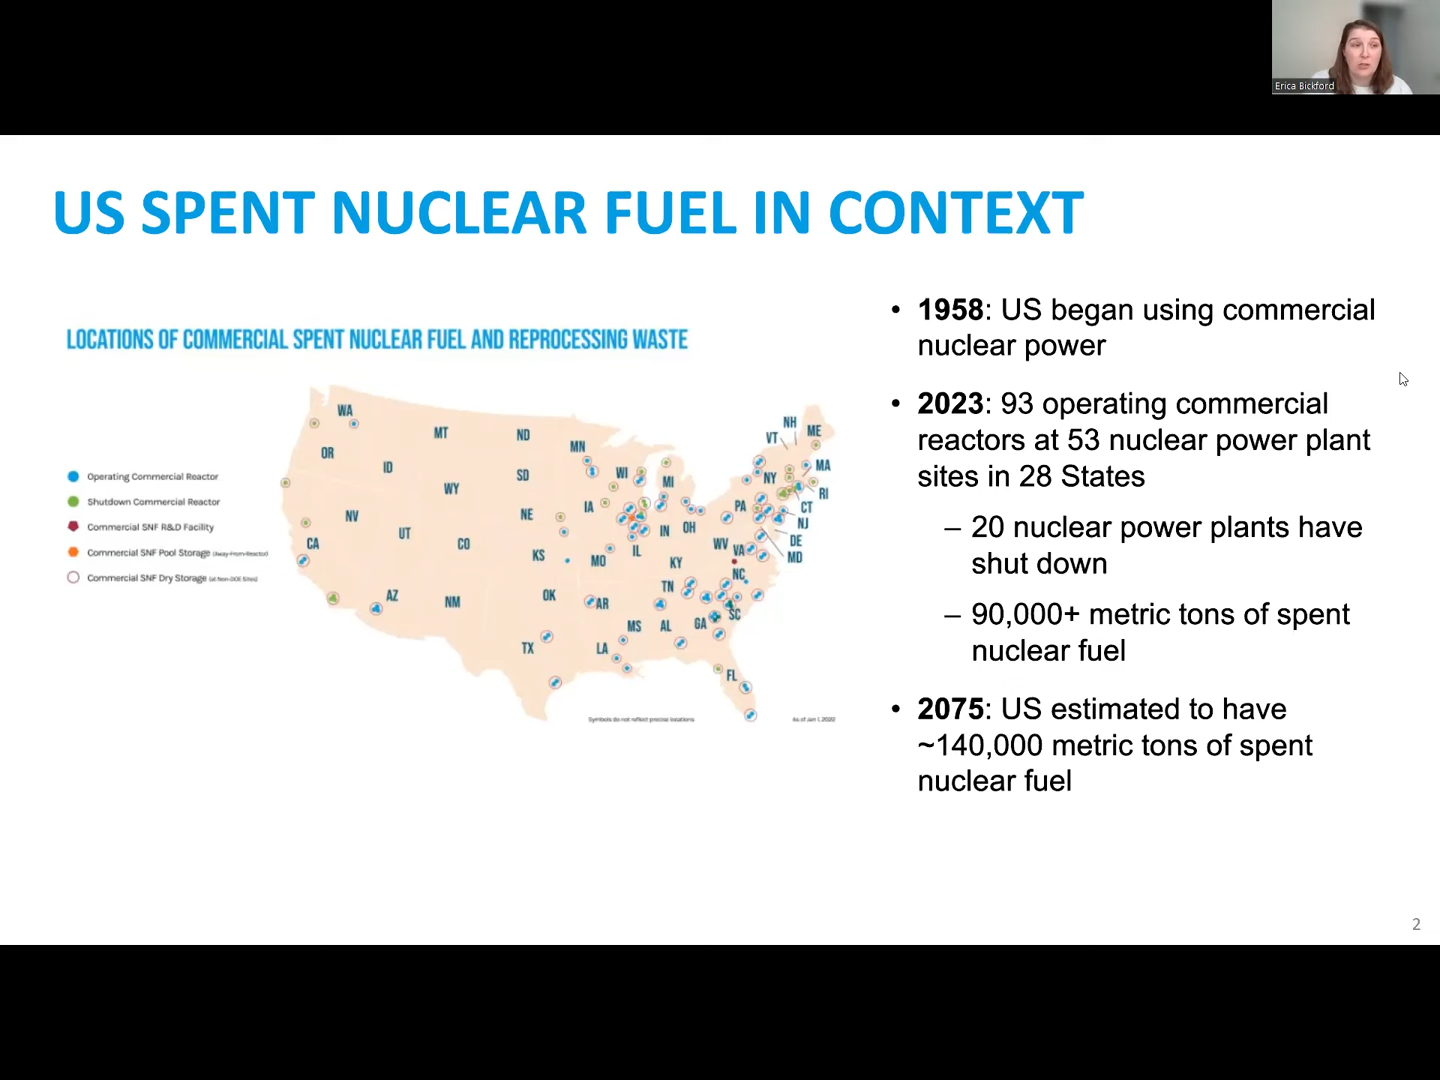 Erica Bickford
US SPENT NUCLEAR FUEL IN CONTEXT
LOCATIONS OF COMMERCIAL SPENT NUCLEAR FUEL AND REPROCESSING WASTE
Operating Commercial Reactor
Shutdown Commercial Reactor
Commercial SNF R&D Facility
Commercial SNF Pool Storage (Away-From-Reactor)
Commercial SNF Dry Storage (at Non-DOE Sites)
WA
OR
ID
MT
ND
MN
SD
WY
WI
MI
NH
VT
ME
NY
MA
RI
CT
NJ
DE
MD
PA
NV
UT
CA
CO
NE
IA
IL
IN
OH
WV
VA
KS
MO
KY
NC
TN
SC
AZ
NM
OK
AR
MS
AL
GA
TX
LA
FL
Symbols do not reflect precise locations
As of Jan 1, 2020
• 1958: US began using commercial
nuclear power
• 2023: 93 operating commercial
reactors at 53 nuclear power plant
sites in 28 States
– 20 nuclear power plants have
shut down
– 90,000+ metric tons of spent
nuclear fuel
• 2075: US estimated to have
~140,000 metric tons of spent
nuclear fuel
2